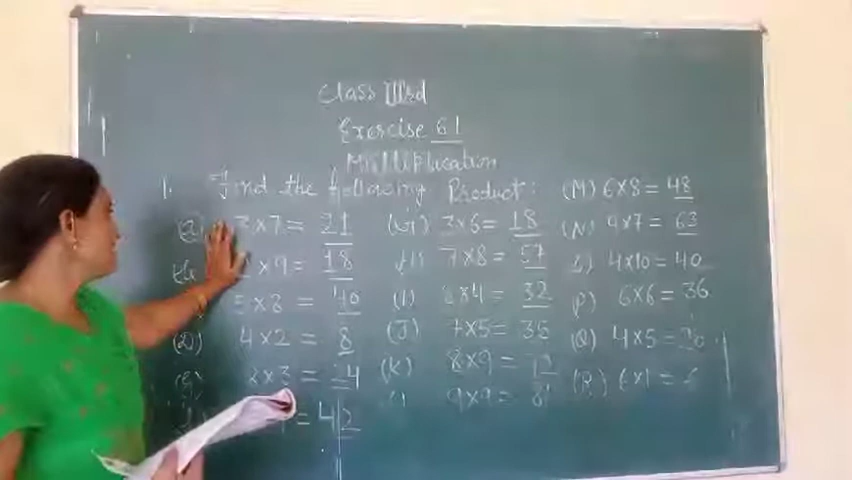 Class IIIrd
Exercise 61
Multiplication
1. Find the following Product:
3×7 = 21
×9 = 18
5×8 = 40
(D) 4×2 = 8
×3 = 24
= 42
3×6 = 18
7×8 = 57
8×4 = 32
(J) 7×5 = 35
(K) 8×9 = 72
9×9 = 81
(M) 6×8 = 48
(N) 9×7 = 63
4×10 = 40
(P) 6×6 = 36
(Q) 4×5 = 20
(R) 6×1 = 6